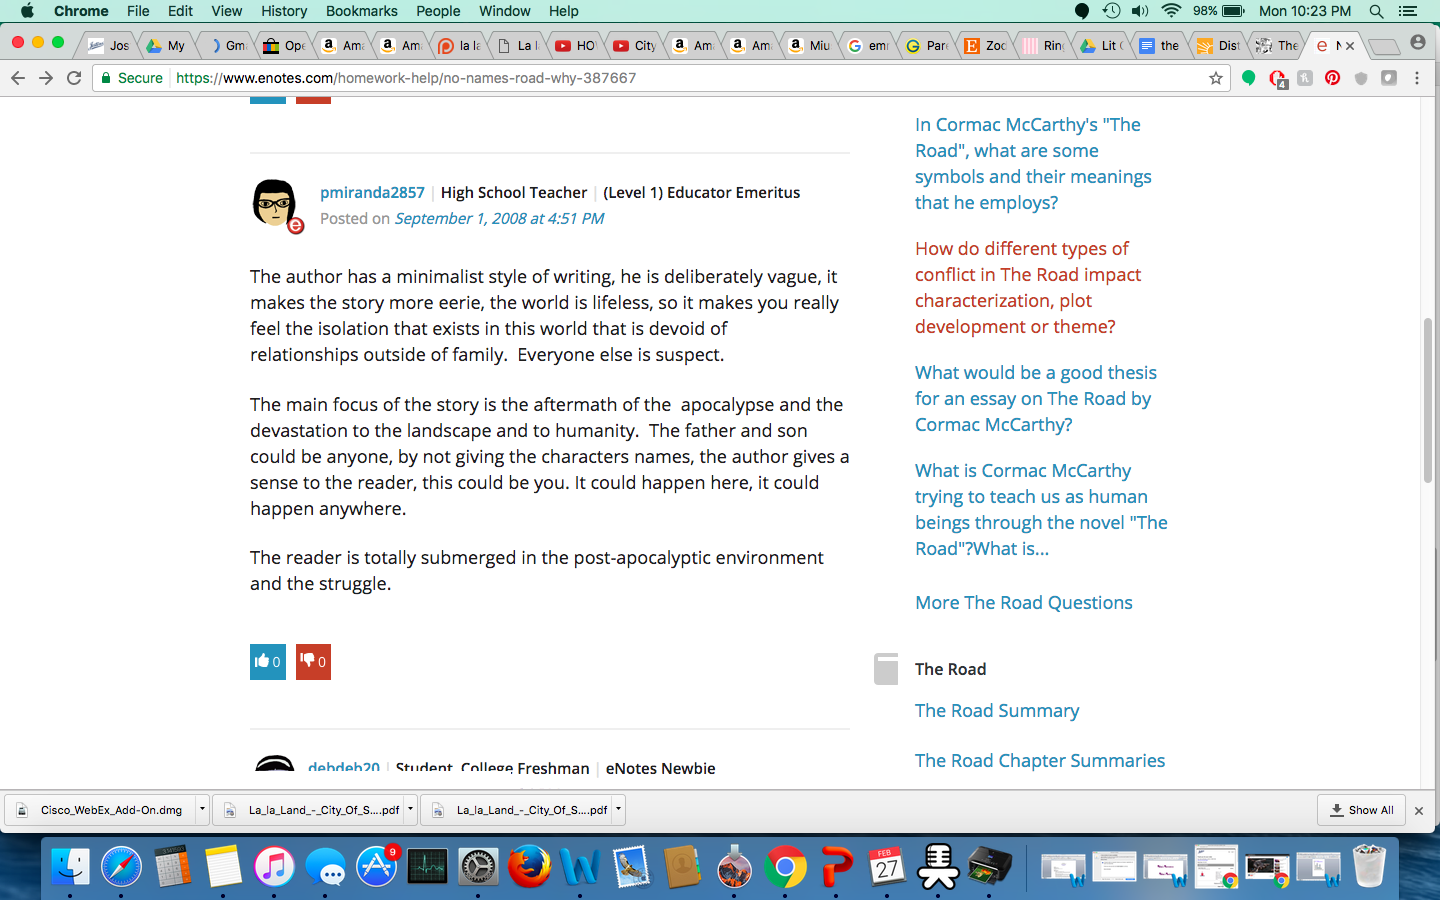 Chrome File Edit View History Bookmarks People Window Help 98% Mon 10:23 PM
Jos My Gm Ope Ama Am la la La l HO City Am Am Miu emr Pare Zoc Rin Lit the Dist The N
Secure https://www.enotes.com/homework-help/no-names-road-why-387667 4
pmiranda2857 | High School Teacher | (Level 1) Educator Emeritus
Posted on September 1, 2008 at 4:51 PM
The author has a minimalist style of writing, he is deliberately vague, it
makes the story more eerie, the world is lifeless, so it makes you really
feel the isolation that exists in this world that is devoid of
relationships outside of family.  Everyone else is suspect.
The main focus of the story is the aftermath of the  apocalypse and the
devastation to the landscape and to humanity.  The father and son
could be anyone, by not giving the characters names, the author gives a
sense to the reader, this could be you. It could happen here, it could
happen anywhere.
The reader is totally submerged in the post-apocalyptic environment
and the struggle.
0 0
debdeb20 | Student, College Freshman | eNotes Newbie
In Cormac McCarthy's "The
Road", what are some
symbols and their meanings
that he employs?
How do different types of
conflict in The Road impact
characterization, plot
development or theme?
What would be a good thesis
for an essay on The Road by
Cormac McCarthy?
What is Cormac McCarthy
trying to teach us as human
beings through the novel "The
Road"?What is...
More The Road Questions
The Road
The Road Summary
The Road Chapter Summaries
Cisco_WebEx_Add-On.dmg La_la_Land_-_City_Of_S....pdf La_la_Land_-_City_Of_S....pdf Show All
9
FEB
27